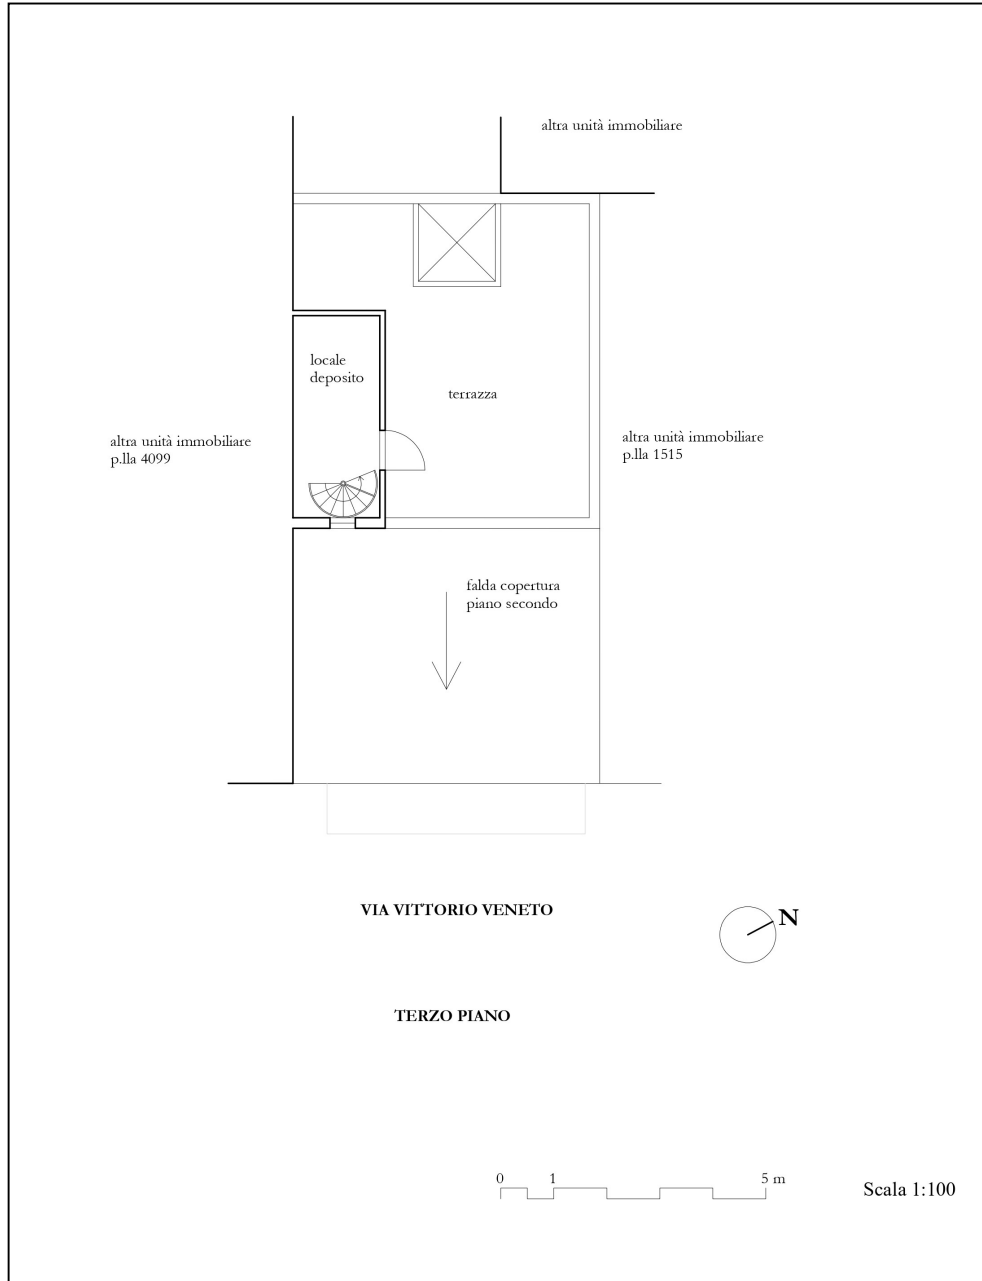 altra unità immobiliare
locale
deposito
terrazza
altra unità immobiliare
p.lla 4099
altra unità immobiliare
p.lla 1515
falda copertura
piano secondo
VIA VITTORIO VENETO
N
TERZO PIANO
0 1 5 m
Scala 1:100